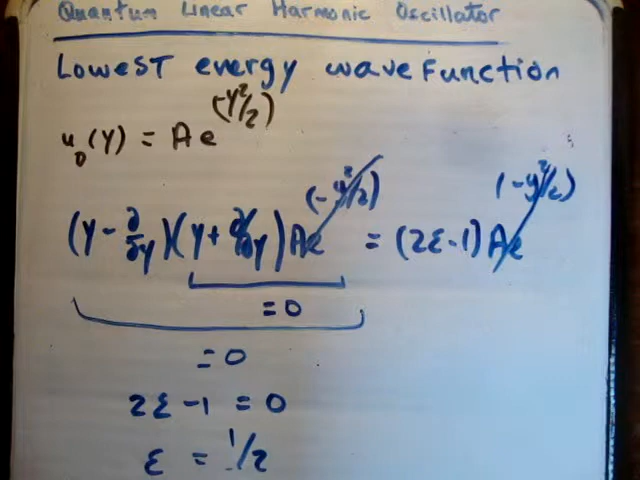 Quantum Linear Harmonic Oscillator
Lowest energy wave function
u₀(y) = Ae^(-y²/2)
(y - ∂/∂y)(y + ∂/∂y)Ae^(-y²/2) = (2ε-1)Ae^(-y²/2)
= 0
= 0
2ε - 1 = 0
ε = 1/2